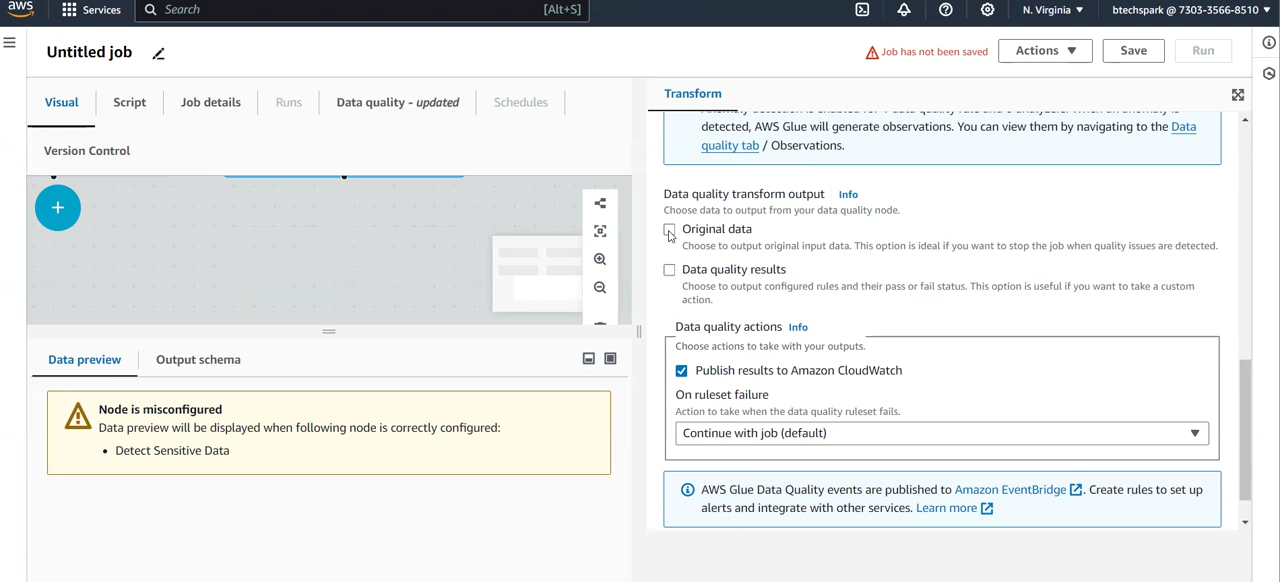 aws
Services
Search
[Alt+S]
N. Virginia
btechspark @ 7303-3566-8510
Untitled job
Job has not been saved
Actions
Save
Run
Visual
Script
Job details
Runs
Data quality - updated
Schedules
Version Control
Transform
detected, AWS Glue will generate observations. You can view them by navigating to the Data
quality tab / Observations.
Data quality transform output Info
Choose data to output from your data quality node.
Original data
Choose to output original input data. This option is ideal if you want to stop the job when quality issues are detected.
Data quality results
Choose to output configured rules and their pass or fail status. This option is useful if you want to take a custom
action.
Data quality actions Info
Choose actions to take with your outputs.
Publish results to Amazon CloudWatch
On ruleset failure
Action to take when the data quality ruleset fails.
Continue with job (default)
AWS Glue Data Quality events are published to Amazon EventBridge. Create rules to set up
alerts and integrate with other services. Learn more
Data preview
Output schema
Node is misconfigured
Data preview will be displayed when following node is correctly configured:
• Detect Sensitive Data